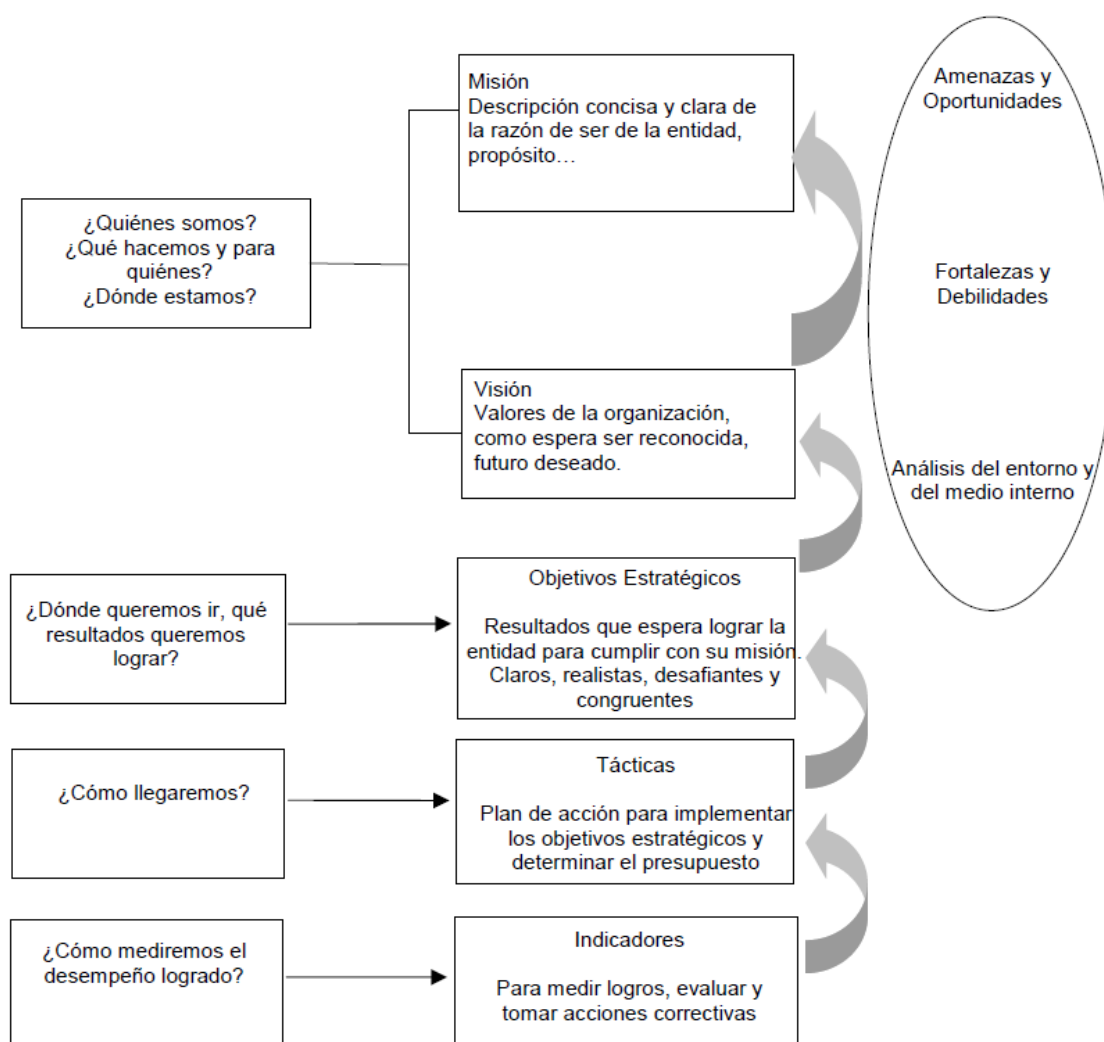 Misión
Descripción concisa y clara de
la razón de ser de la entidad,
propósito…
Amenazas y
Oportunidades
¿Quiénes somos?
¿Qué hacemos y para
quiénes?
¿Dónde estamos?
Fortalezas y
Debilidades
Visión
Valores de la organización,
como espera ser reconocida,
futuro deseado.
Análisis del entorno y
del medio interno
¿Dónde queremos ir, qué
resultados queremos
lograr?
Objetivos Estratégicos
Resultados que espera lograr la
entidad para cumplir con su misión.
Claros, realistas, desafiantes y
congruentes
¿Cómo llegaremos?
Tácticas
Plan de acción para implementar
los objetivos estratégicos y
determinar el presupuesto
¿Cómo mediremos el
desempeño logrado?
Indicadores
Para medir logros, evaluar y
tomar acciones correctivas